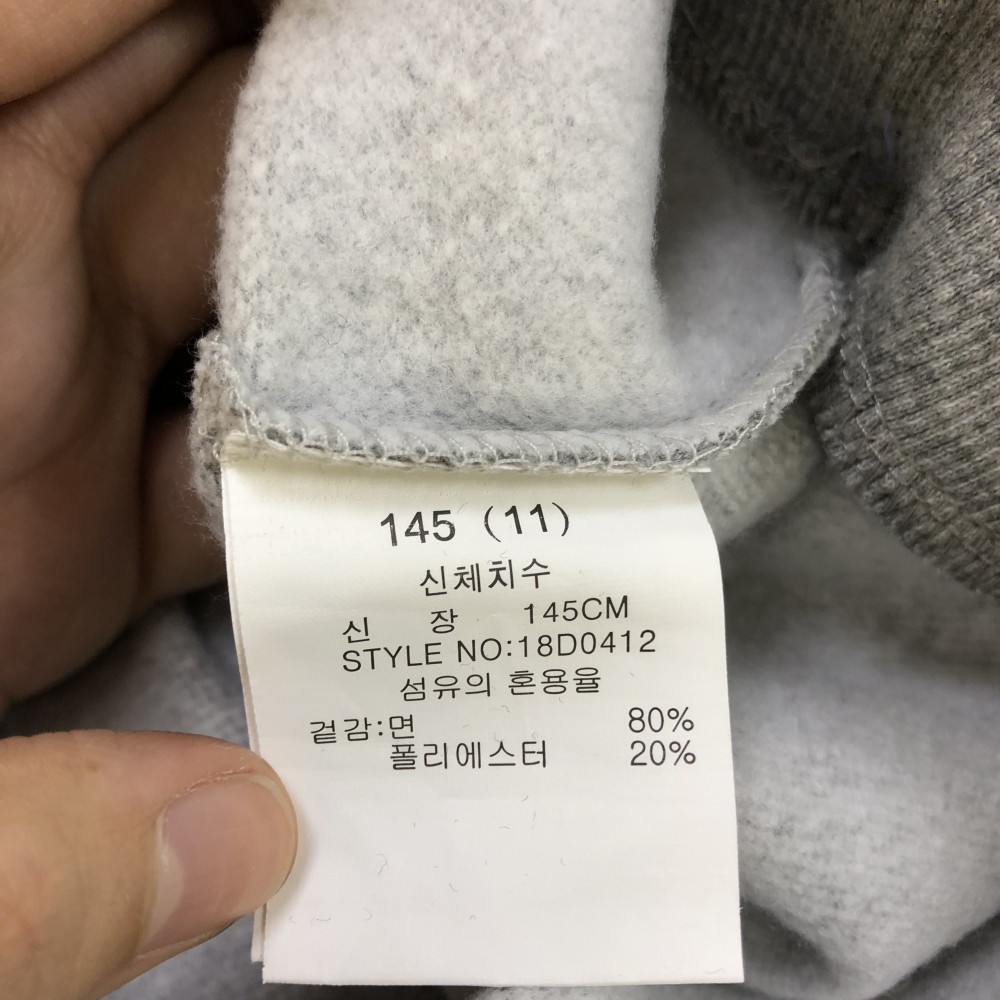 145 (11)
신체치수
신 장 145CM
STYLE NO:18D0412
섬유의 혼용율
겉감:면 80%
폴리에스터 20%